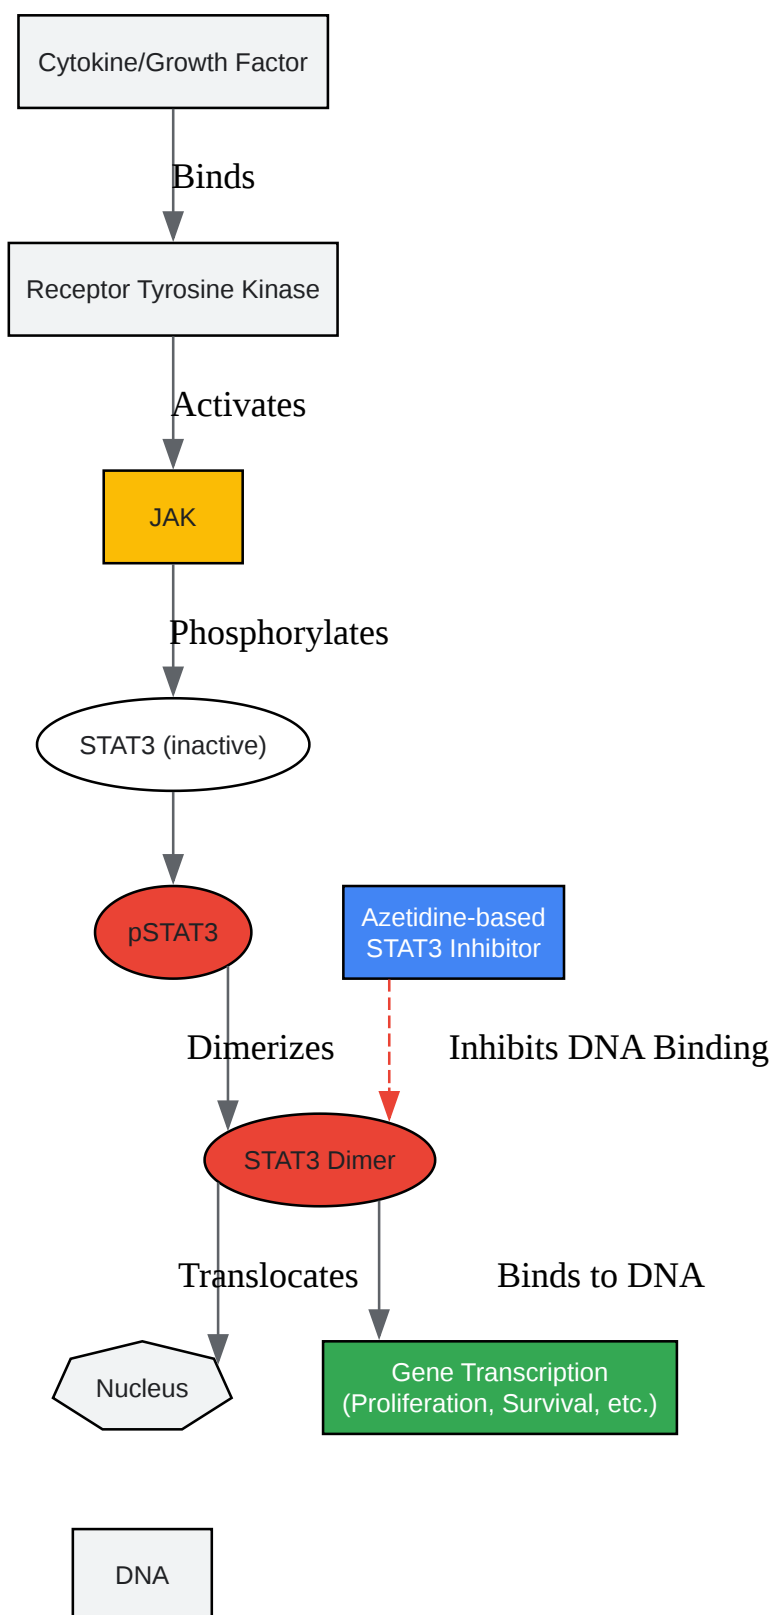 Cytokine/Growth Factor
Binds
Receptor Tyrosine Kinase
Activates
JAK
Phosphorylates
STAT3 (inactive)
pSTAT3
Azetidine-based
STAT3 Inhibitor
Dimerizes
Inhibits DNA Binding
STAT3 Dimer
Translocates
Binds to DNA
Nucleus
Gene Transcription
(Proliferation, Survival, etc.)
DNA